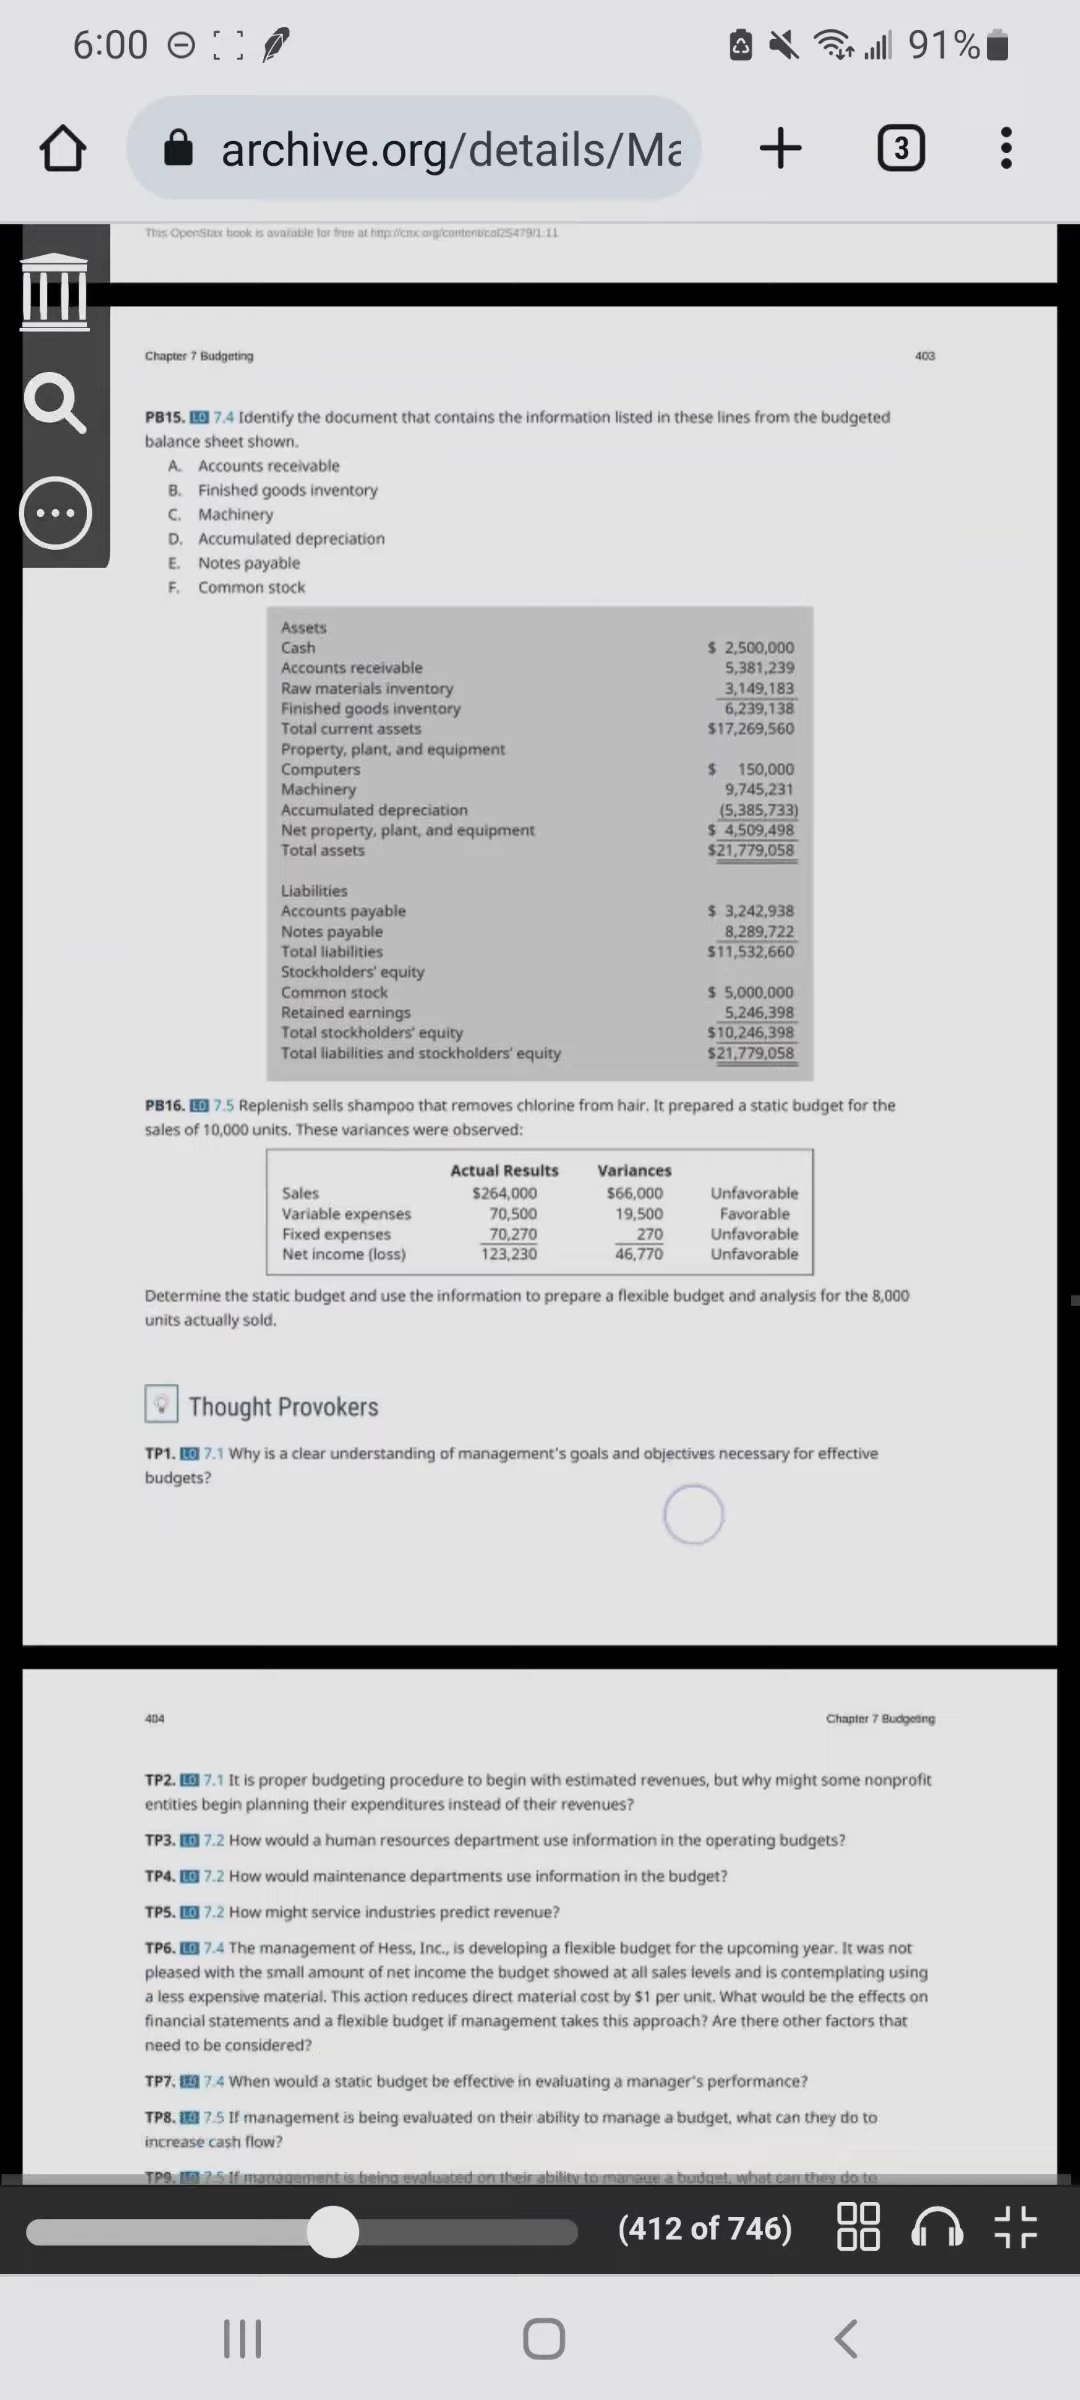 6:00
91%
archive.org/details/Ma
3
This OpenStax book is available for free at http://cnx.org/content/col25479/1.11
Chapter 7 Budgeting 403
PB15. LO 7.4 Identify the document that contains the information listed in these lines from the budgeted
balance sheet shown.
A. Accounts receivable
B. Finished goods inventory
C. Machinery
D. Accumulated depreciation
E. Notes payable
F. Common stock
Assets
Cash $ 2,500,000
Accounts receivable 5,381,239
Raw materials inventory 3,149,183
Finished goods inventory 6,239,138
Total current assets $17,269,560
Property, plant, and equipment
Computers $ 150,000
Machinery 9,745,231
Accumulated depreciation (5,385,733)
Net property, plant, and equipment $ 4,509,498
Total assets $21,779,058
Liabilities
Accounts payable $ 3,242,938
Notes payable 8,289,722
Total liabilities $11,532,660
Stockholders' equity
Common stock $ 5,000,000
Retained earnings 5,246,398
Total stockholders' equity $10,246,398
Total liabilities and stockholders' equity $21,779,058
PB16. LO 7.5 Replenish sells shampoo that removes chlorine from hair. It prepared a static budget for the
sales of 10,000 units. These variances were observed:
Actual Results Variances
Sales $264,000 $66,000 Unfavorable
Variable expenses 70,500 19,500 Favorable
Fixed expenses 70,270 270 Unfavorable
Net income (loss) 123,230 46,770 Unfavorable
Determine the static budget and use the information to prepare a flexible budget and analysis for the 8,000
units actually sold.
Thought Provokers
TP1. LO 7.1 Why is a clear understanding of management's goals and objectives necessary for effective
budgets?
404 Chapter 7 Budgeting
TP2. LO 7.1 It is proper budgeting procedure to begin with estimated revenues, but why might some nonprofit
entities begin planning their expenditures instead of their revenues?
TP3. LO 7.2 How would a human resources department use information in the operating budgets?
TP4. LO 7.2 How would maintenance departments use information in the budget?
TP5. LO 7.2 How might service industries predict revenue?
TP6. LO 7.4 The management of Hess, Inc., is developing a flexible budget for the upcoming year. It was not
pleased with the small amount of net income the budget showed at all sales levels and is contemplating using
a less expensive material. This action reduces direct material cost by $1 per unit. What would be the effects on
financial statements and a flexible budget if management takes this approach? Are there other factors that
need to be considered?
TP7. LO 7.4 When would a static budget be effective in evaluating a manager's performance?
TP8. LO 7.5 If management is being evaluated on their ability to manage a budget, what can they do to
increase cash flow?
TP9. LO 7.5 If management is being evaluated on their ability to manage a budget, what can they do to
(412 of 746)